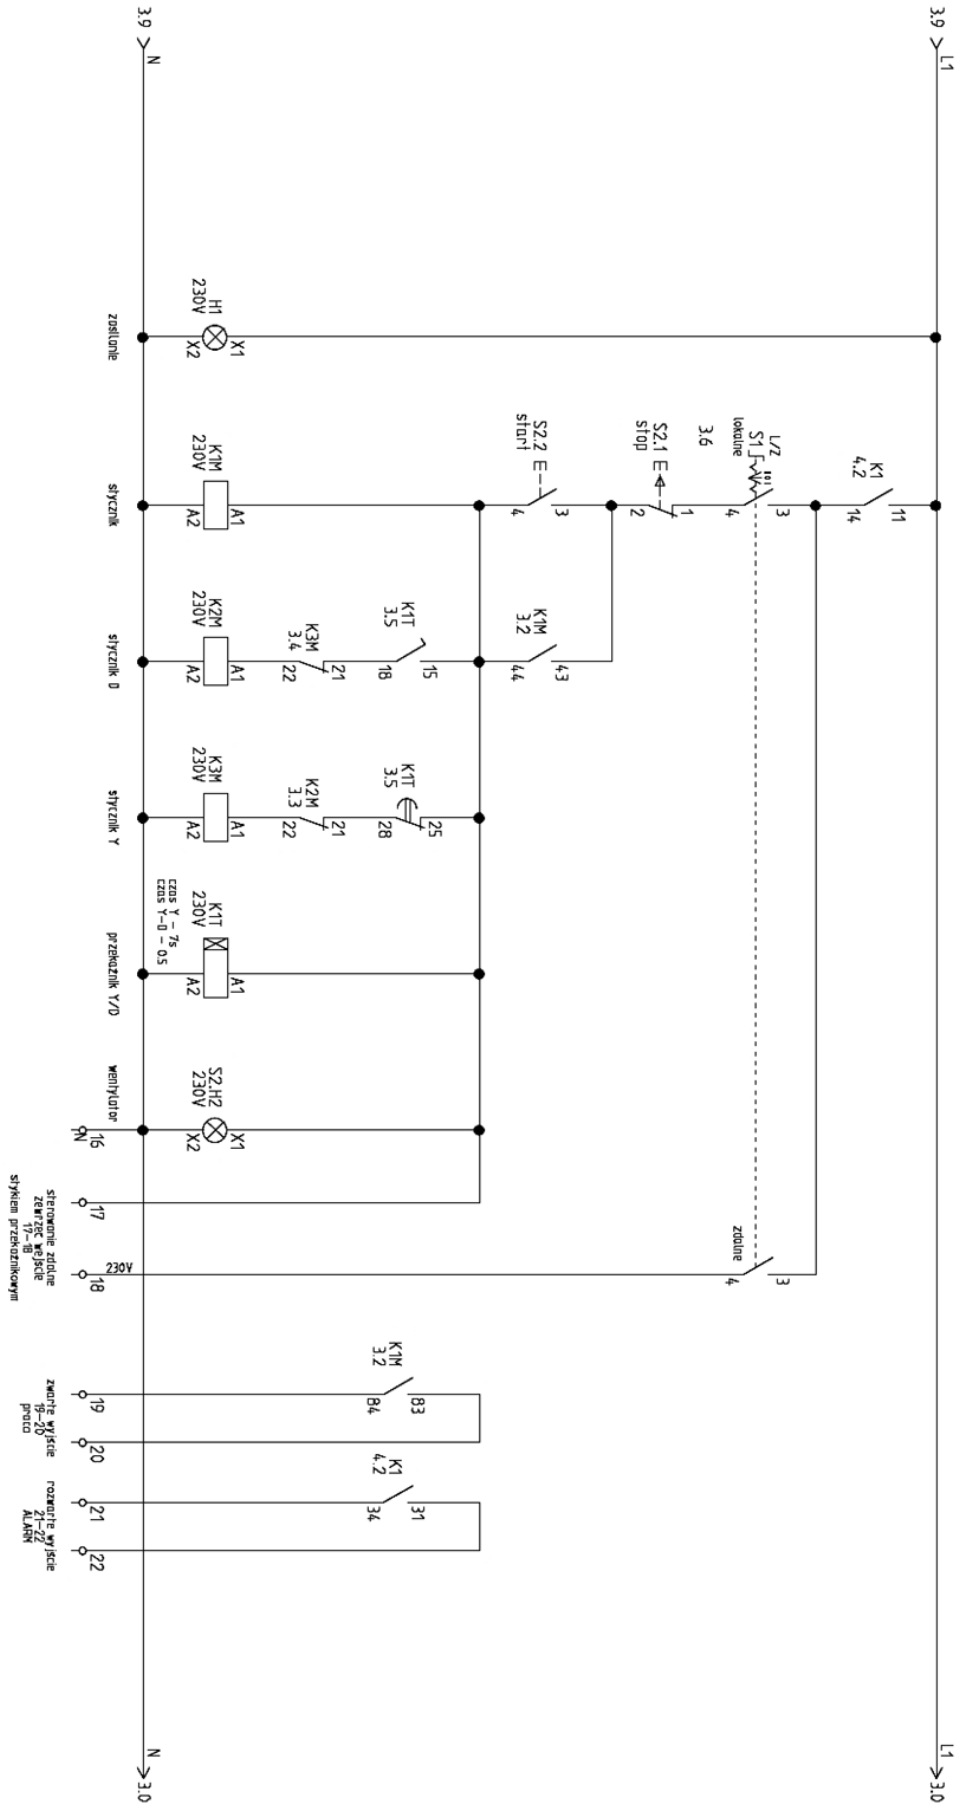 3.9
L1
L1
3.0
K1
4.2
11
14
L/Z
S1
lokalne
3
4
3.6
S2.1
stop
1
2
S2.2
start
3
4
K1M
3.2
43
44
zdalne
3
4
K1T
3.5
15
18
K1T
3.5
25
28
K3M
3.4
21
22
K2M
3.3
21
22
K1M
3.2
83
84
K1
4.2
31
34
H1
230V
X1
X2
K1M
230V
A1
A2
K2M
230V
A1
A2
K3M
230V
A1
A2
K1T
230V
A1
A2
czas Y - 7s
czas Y-D - 0.5
S2.H2
230V
X1
X2
3.9
N
N
3.0
zasilanie
stycznik
stycznik D
stycznik Y
przekaźnik Y/D
wentylator
16
N
17
18
230V
19
20
21
22
sterowanie zdalne
zewrzeć wejście
17-18
stykiem przekaźnikowym
zwarte wyjście
19-20
praca
rozwarte wyjście
21-22
ALARM